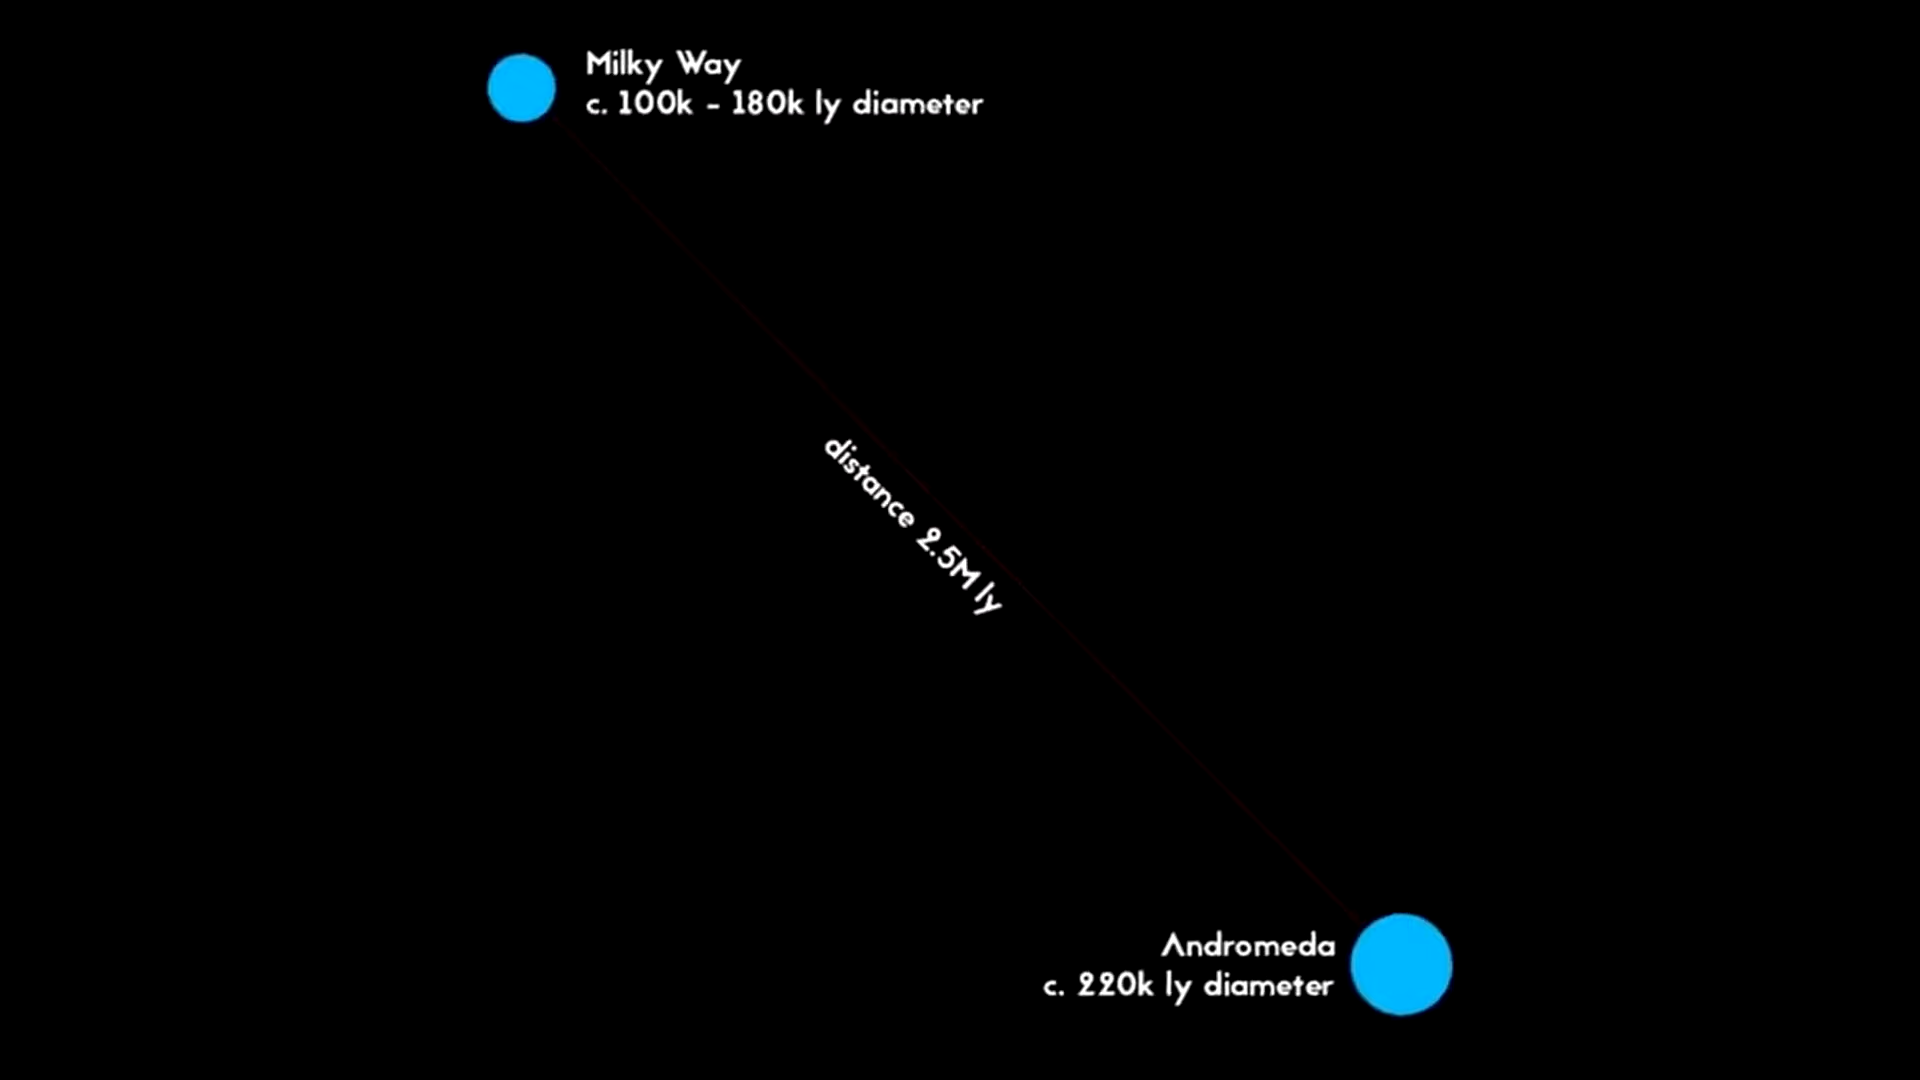 Milky Way
c. 100k - 180k ly diameter
distance 2.5M ly
Andromeda
c. 220k ly diameter